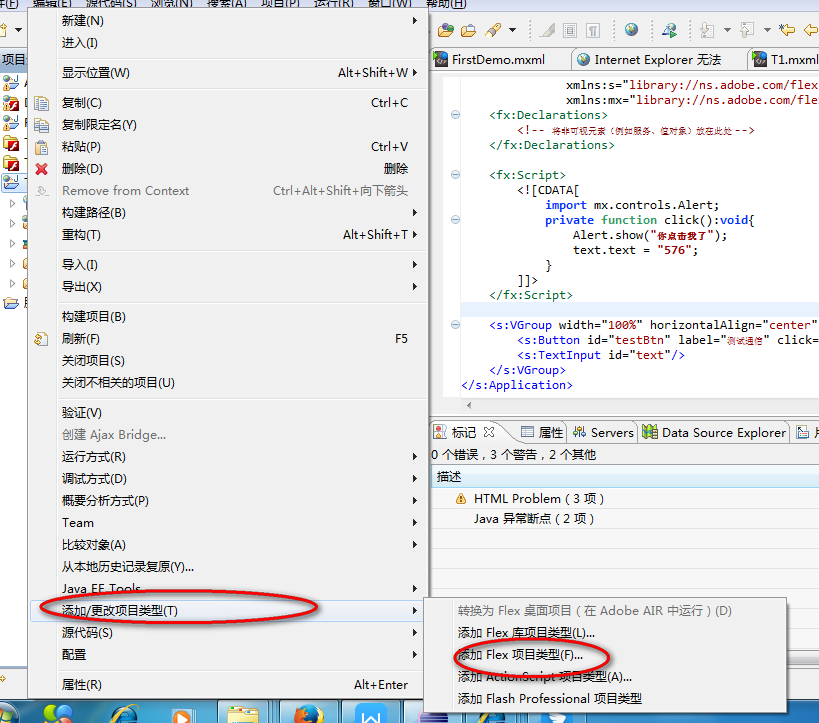 编辑(E) 源代码(S) 浏览(N) 搜索(A) 项目(P) 运行(R) 窗口(W) 帮助(H)
项目
新建(N)
进入(I)
显示位置(W) Alt+Shift+W
复制(C) Ctrl+C
复制限定名(Y)
粘贴(P) Ctrl+V
删除(D) 删除
Remove from Context Ctrl+Alt+Shift+向下箭头
构建路径(B)
重构(T) Alt+Shift+T
导入(I)
导出(X)
构建项目(B)
刷新(F) F5
关闭项目(S)
关闭不相关的项目(U)
验证(V)
创建 Ajax Bridge...
运行方式(R)
调试方式(D)
概要分析方式(P)
Team
比较对象(A)
从本地历史记录复原(Y)...
Java EE Tools
添加/更改项目类型(T)
源代码(S)
配置
属性(R) Alt+Enter
转换为 Flex 桌面项目（在 Adobe AIR 中运行）(D)
添加 Flex 库项目类型(L)...
添加 Flex 项目类型(F)...
添加 ActionScript 项目类型(A)...
添加 Flash Professional 项目类型
FirstDemo.mxml Internet Explorer 无法 T1.mxml
xmlns:s="library://ns.adobe.com/flex
xmlns:mx="library://ns.adobe.com/fle
<fx:Declarations>
<!-- 将非可视元素（例如服务、值对象）放在此处 -->
</fx:Declarations>
<fx:Script>
<![CDATA[
import mx.controls.Alert;
private function click():void{
Alert.show("你点击我了");
text.text = "576";
}
]]>
</fx:Script>
<s:VGroup width="100%" horizontalAlign="center"
<s:Button id="testBtn" label="测试通信" click=
<s:TextInput id="text"/>
</s:VGroup>
</s:Application>
标记 属性 Servers Data Source Explorer
0 个错误，3 个警告，2 个其他
描述
HTML Problem（3 项）
Java 异常断点（2 项）